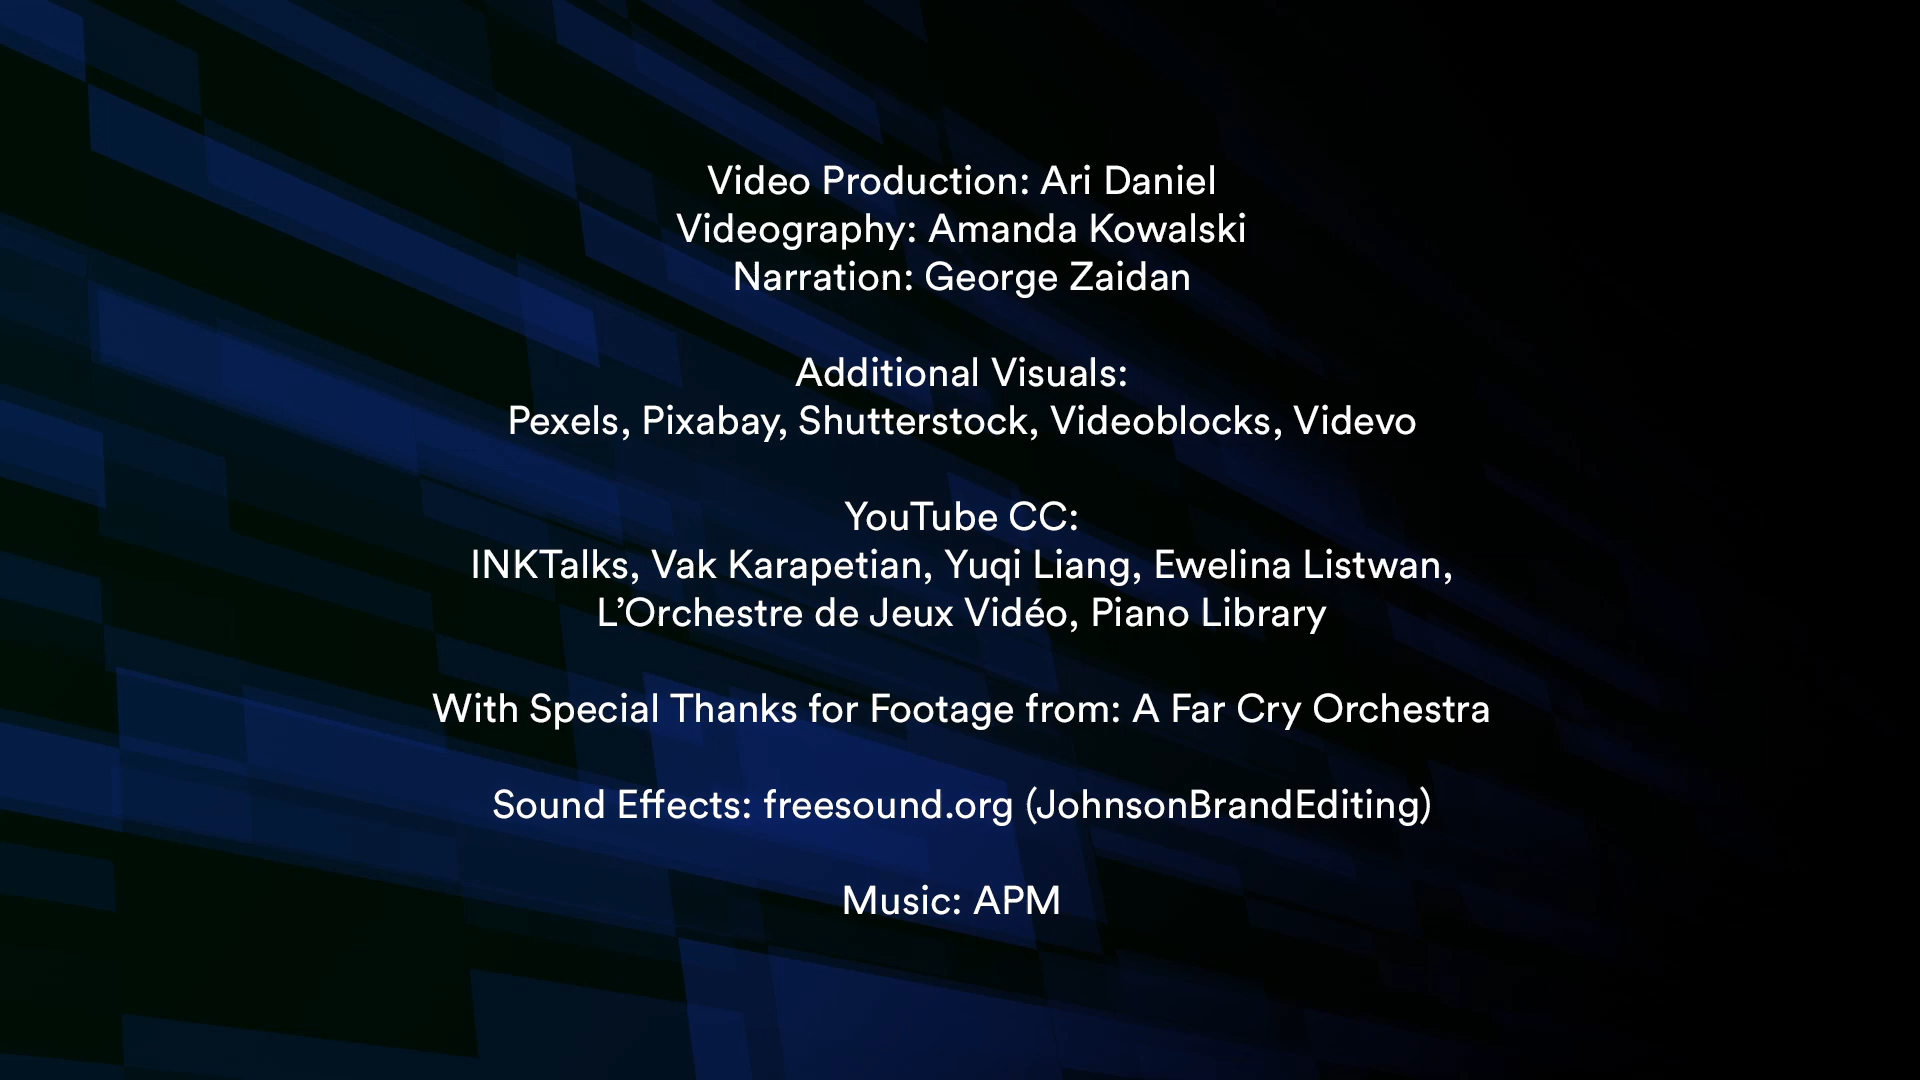 Video Production: Ari Daniel
Videography: Amanda Kowalski
Narration: George Zaidan
Additional Visuals:
Pexels, Pixabay, Shutterstock, Videoblocks, Videvo
YouTube CC:
INKTalks, Vak Karapetian, Yuqi Liang, Ewelina Listwan,
L’Orchestre de Jeux Vidéo, Piano Library
With Special Thanks for Footage from: A Far Cry Orchestra
Sound Effects: freesound.org (JohnsonBrandEditing)
Music: APM